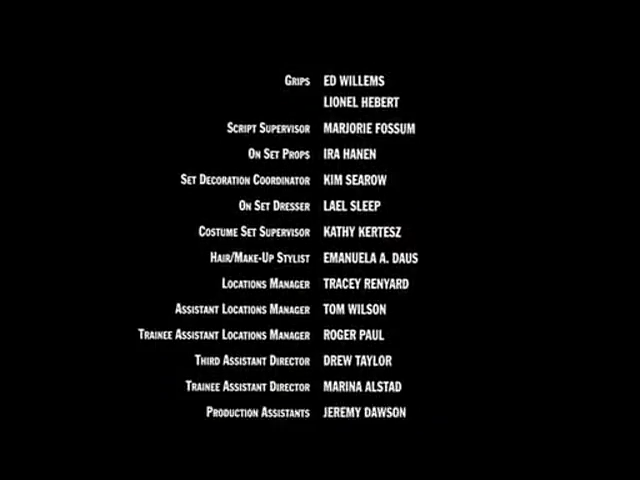 Grips ED WILLEMS
LIONEL HEBERT
Script Supervisor MARJORIE FOSSUM
On Set Props IRA HANEN
Set Decoration Coordinator KIM SEAROW
On Set Dresser LAEL SLEEP
Costume Set Supervisor KATHY KERTESZ
Hair/Make-Up Stylist EMANUELA A. DAUS
Locations Manager TRACEY RENYARD
Assistant Locations Manager TOM WILSON
Trainee Assistant Locations Manager ROGER PAUL
Third Assistant Director DREW TAYLOR
Trainee Assistant Director MARINA ALSTAD
Production Assistants JEREMY DAWSON